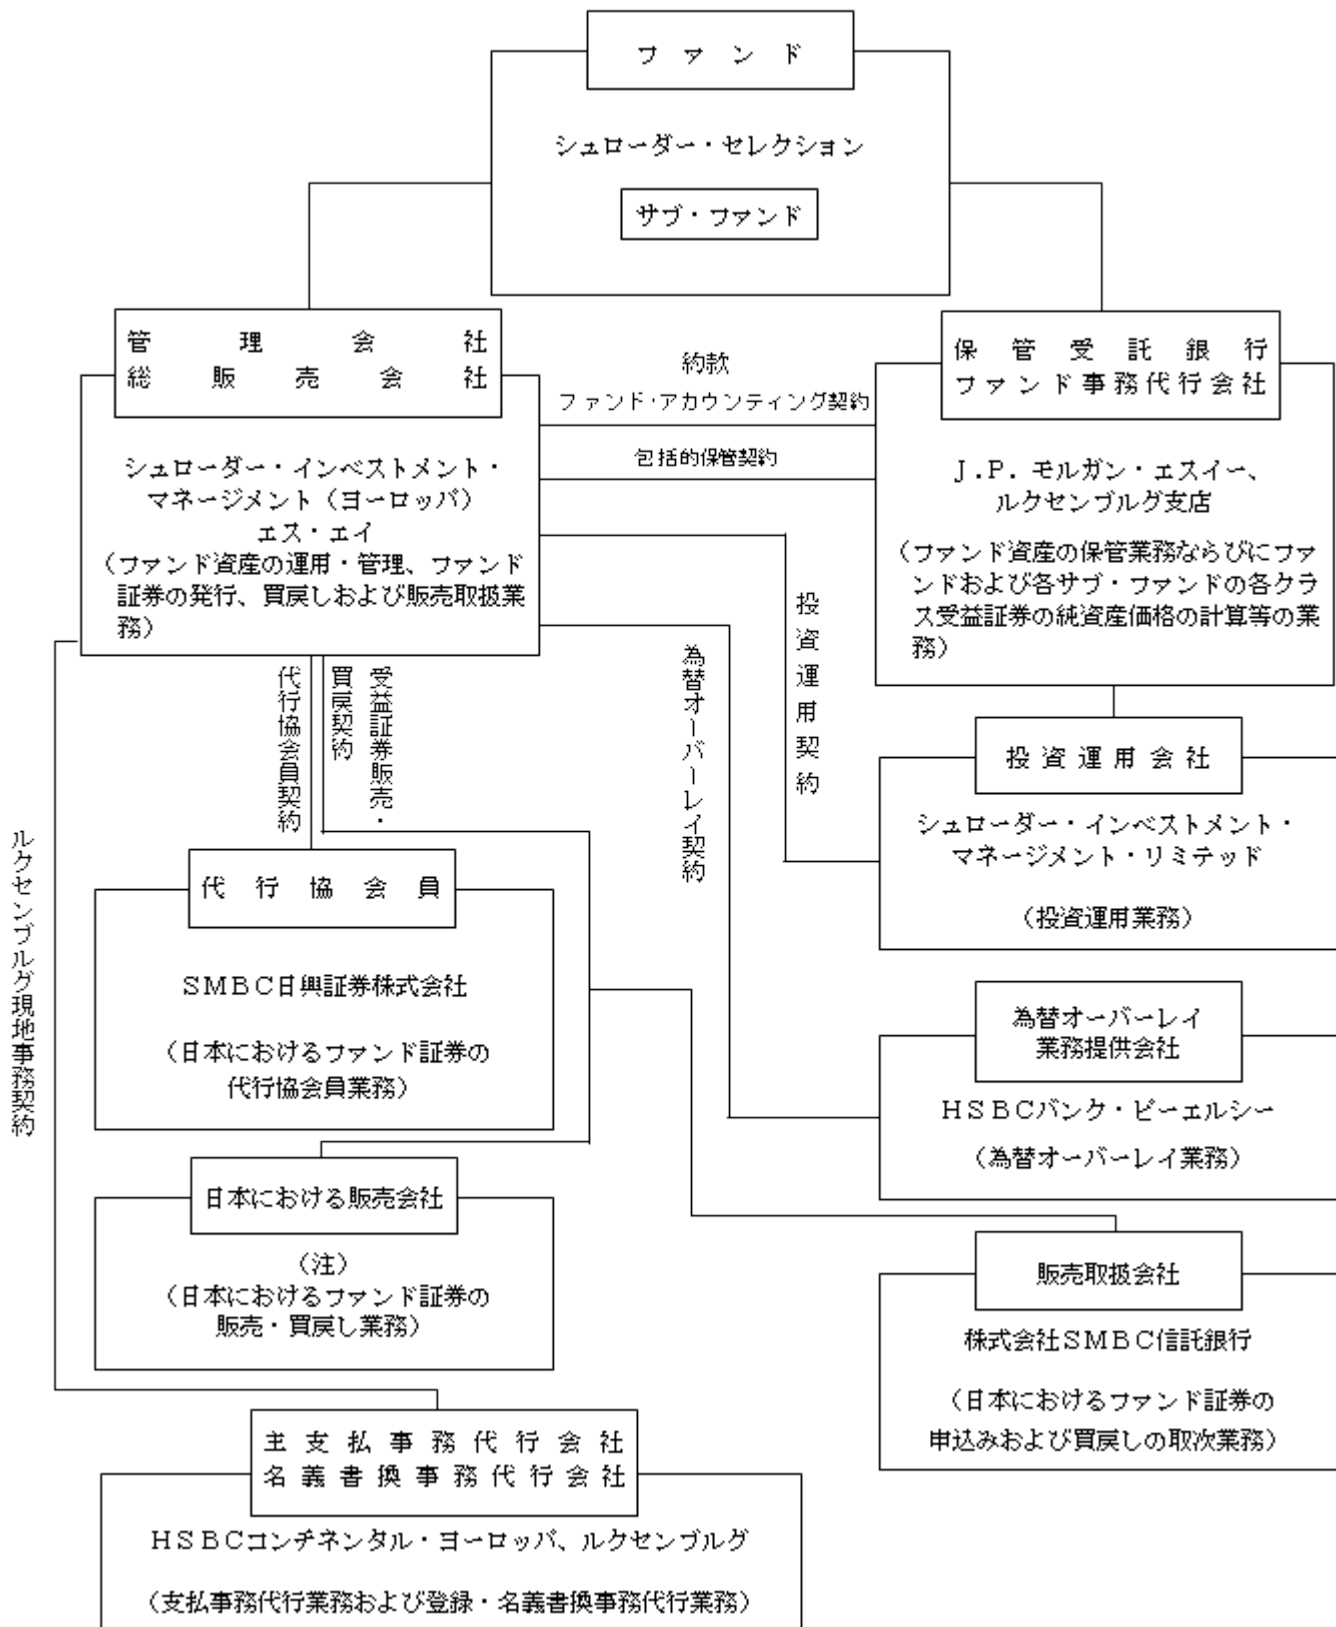 ファンド
シュローダー・セレクション
サブ・ファンド
管理会社
総販売会社
シュローダー・インベストメント・
マネージメント（ヨーロッパ）
エス・エイ
（ファンド資産の運用・管理、ファンド
証券の発行、買戻しおよび販売取扱業
務）
約款
ファンド・アカウンティング契約
包括的保管契約
保管受託銀行
ファンド事務代行会社
Ｊ.Ｐ. モルガン・エスイー、
ルクセンブルグ支店
（ファンド資産の保管業務ならびにファ
ンドおよび各サブ・ファンドの各クラ
ス受益証券の純資産価格の計算等の業
務）
代行協会員契約
受益証券販売・
買戻契約
為替オーバーレイ契約
投資運用契約
ルクセンブルグ現地事務契約
投資運用会社
シュローダー・インベストメント・
マネージメント・リミテッド
（投資運用業務）
代行協会員
ＳＭＢＣ日興証券株式会社
（日本におけるファンド証券の
代行協会員業務）
為替オーバーレイ
業務提供会社
ＨＳＢＣバンク・ピーエルシー
（為替オーバーレイ業務）
日本における販売会社
（注）
（日本におけるファンド証券の
販売・買戻し業務）
販売取扱会社
株式会社ＳＭＢＣ信託銀行
（日本におけるファンド証券の
申込みおよび買戻しの取次業務）
主支払事務代行会社
名義書換事務代行会社
ＨＳＢＣコンチネンタル・ヨーロッパ、ルクセンブルグ
（支払事務代行業務および登録・名義書換事務代行業務）